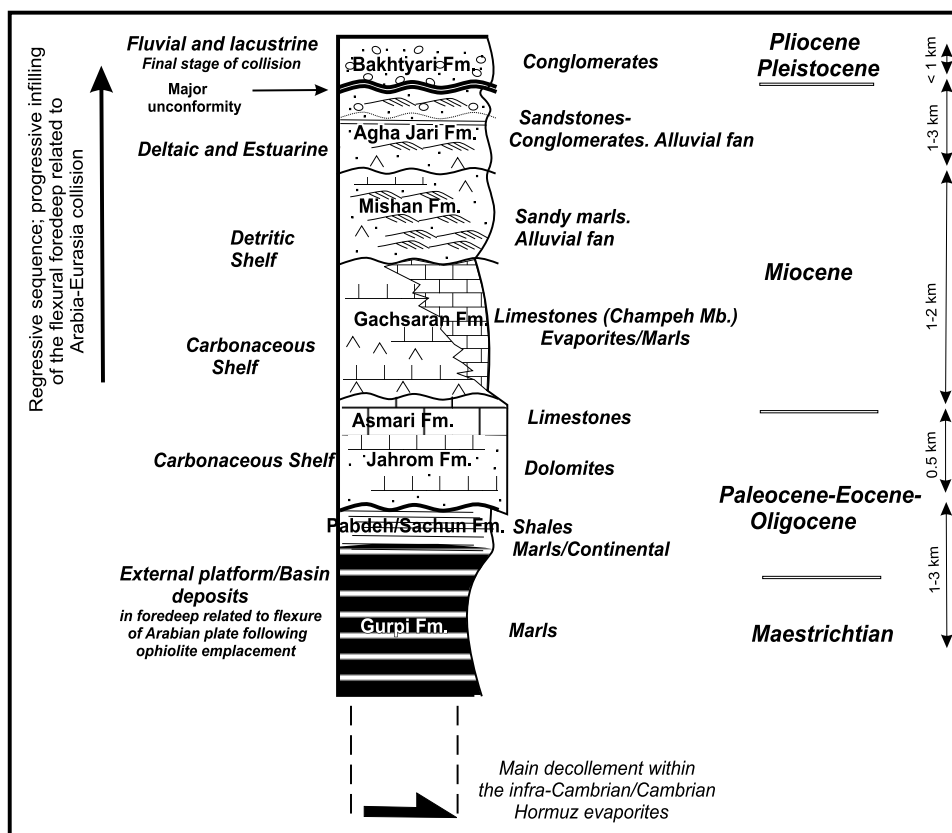 Fluvial and lacustrine
Final stage of collision
Major
unconformity
Deltaic and Estuarine
Detritic
Shelf
Carbonaceous
Shelf
Carbonaceous Shelf
External platform/Basin
deposits
in foredeep related to flexure
of Arabian plate following
ophiolite emplacement
Regressive sequence; progressive infilling
of the flexural foredeep related to
Arabia-Eurasia collision
Bakhtyari Fm.
Agha Jari Fm.
Mishan Fm.
Gachsaran Fm.
Asmari Fm.
Jahrom Fm.
Pabdeh/Sachun Fm.
Gurpi Fm.
Conglomerates
Sandstones-
Conglomerates. Alluvial fan
Sandy marls.
Alluvial fan
Limestones (Champeh Mb.)
Evaporites/Marls
Limestones
Dolomites
Shales
Marls/Continental
Marls
Pliocene
Pleistocene
Miocene
Paleocene-Eocene-
Oligocene
Maestrichtian
< 1 km
1-3 km
1-2 km
0.5 km
1-3 km
Main decollement within
the infra-Cambrian/Cambrian
Hormuz evaporites